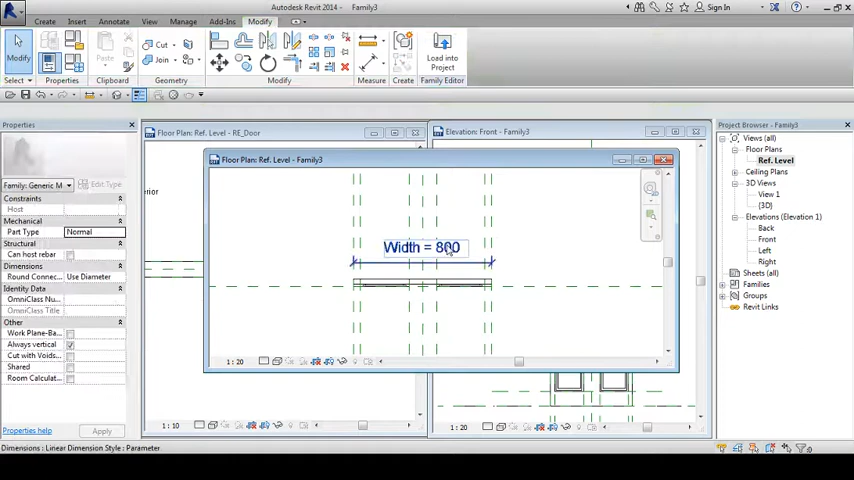 Autodesk Revit 2014 - Family3
Sign In
Create Insert Annotate View Manage Add-Ins Modify
Modify
Paste
Cut
Join
Load into
Project
Select Properties Clipboard Geometry Modify Measure Create Family Editor
Properties
Family: Generic M
Edit Type
Constraints
Host
Mechanical
Part Type Normal
Structural
Can host rebar
Dimensions
Round Connec... Use Diameter
Identity Data
OmniClass Nu...
OmniClass Title
Other
Work Plane-Ba...
Always vertical
Cut with Voids...
Shared
Room Calculat...
Properties help
Apply
Floor Plan: Ref. Level - RE_Door
erior
1 : 10
Elevation: Front - Family3
1 : 20
Floor Plan: Ref. Level - Family3
Width = 800
1 : 20
Project Browser - Family3
Views (all)
Floor Plans
Ref. Level
Ceiling Plans
3D Views
View 1
{3D}
Elevations (Elevation 1)
Back
Front
Left
Right
Sheets (all)
Families
Groups
Revit Links
Dimensions : Linear Dimension Style : Parameter
:0